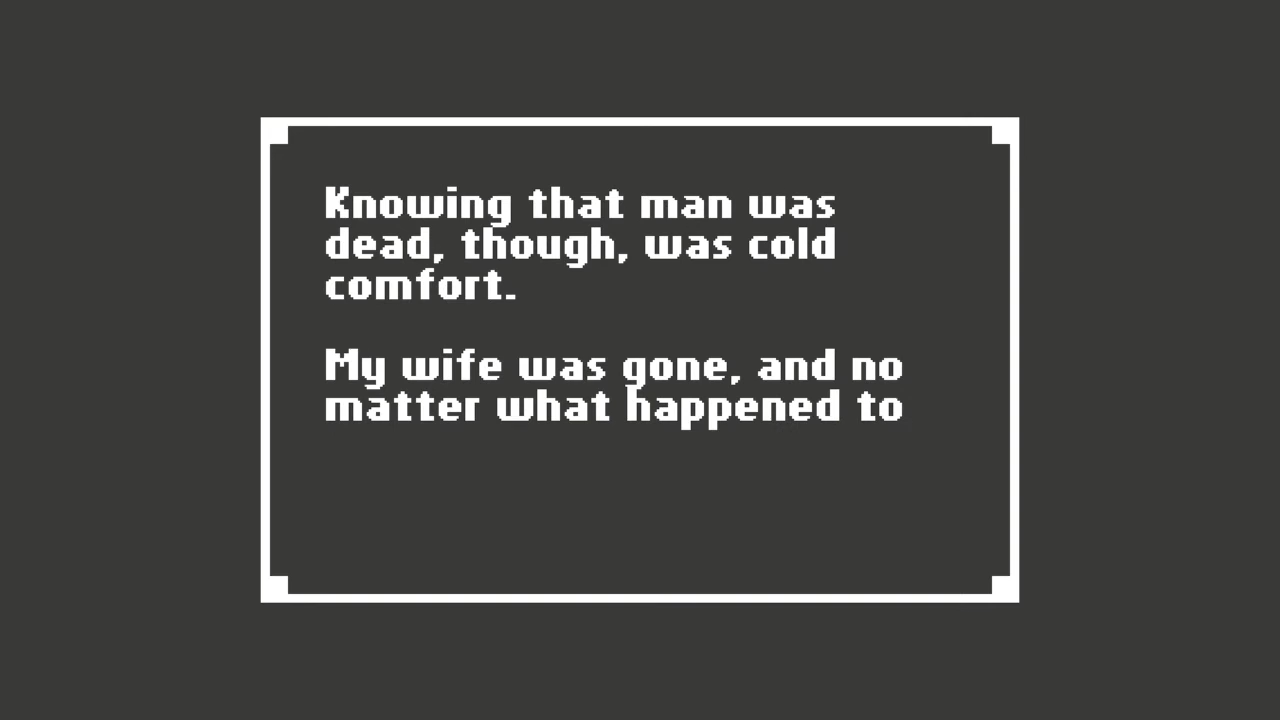 Knowing that man was
dead, though, was cold
comfort.
My wife was gone, and no
matter what happened to